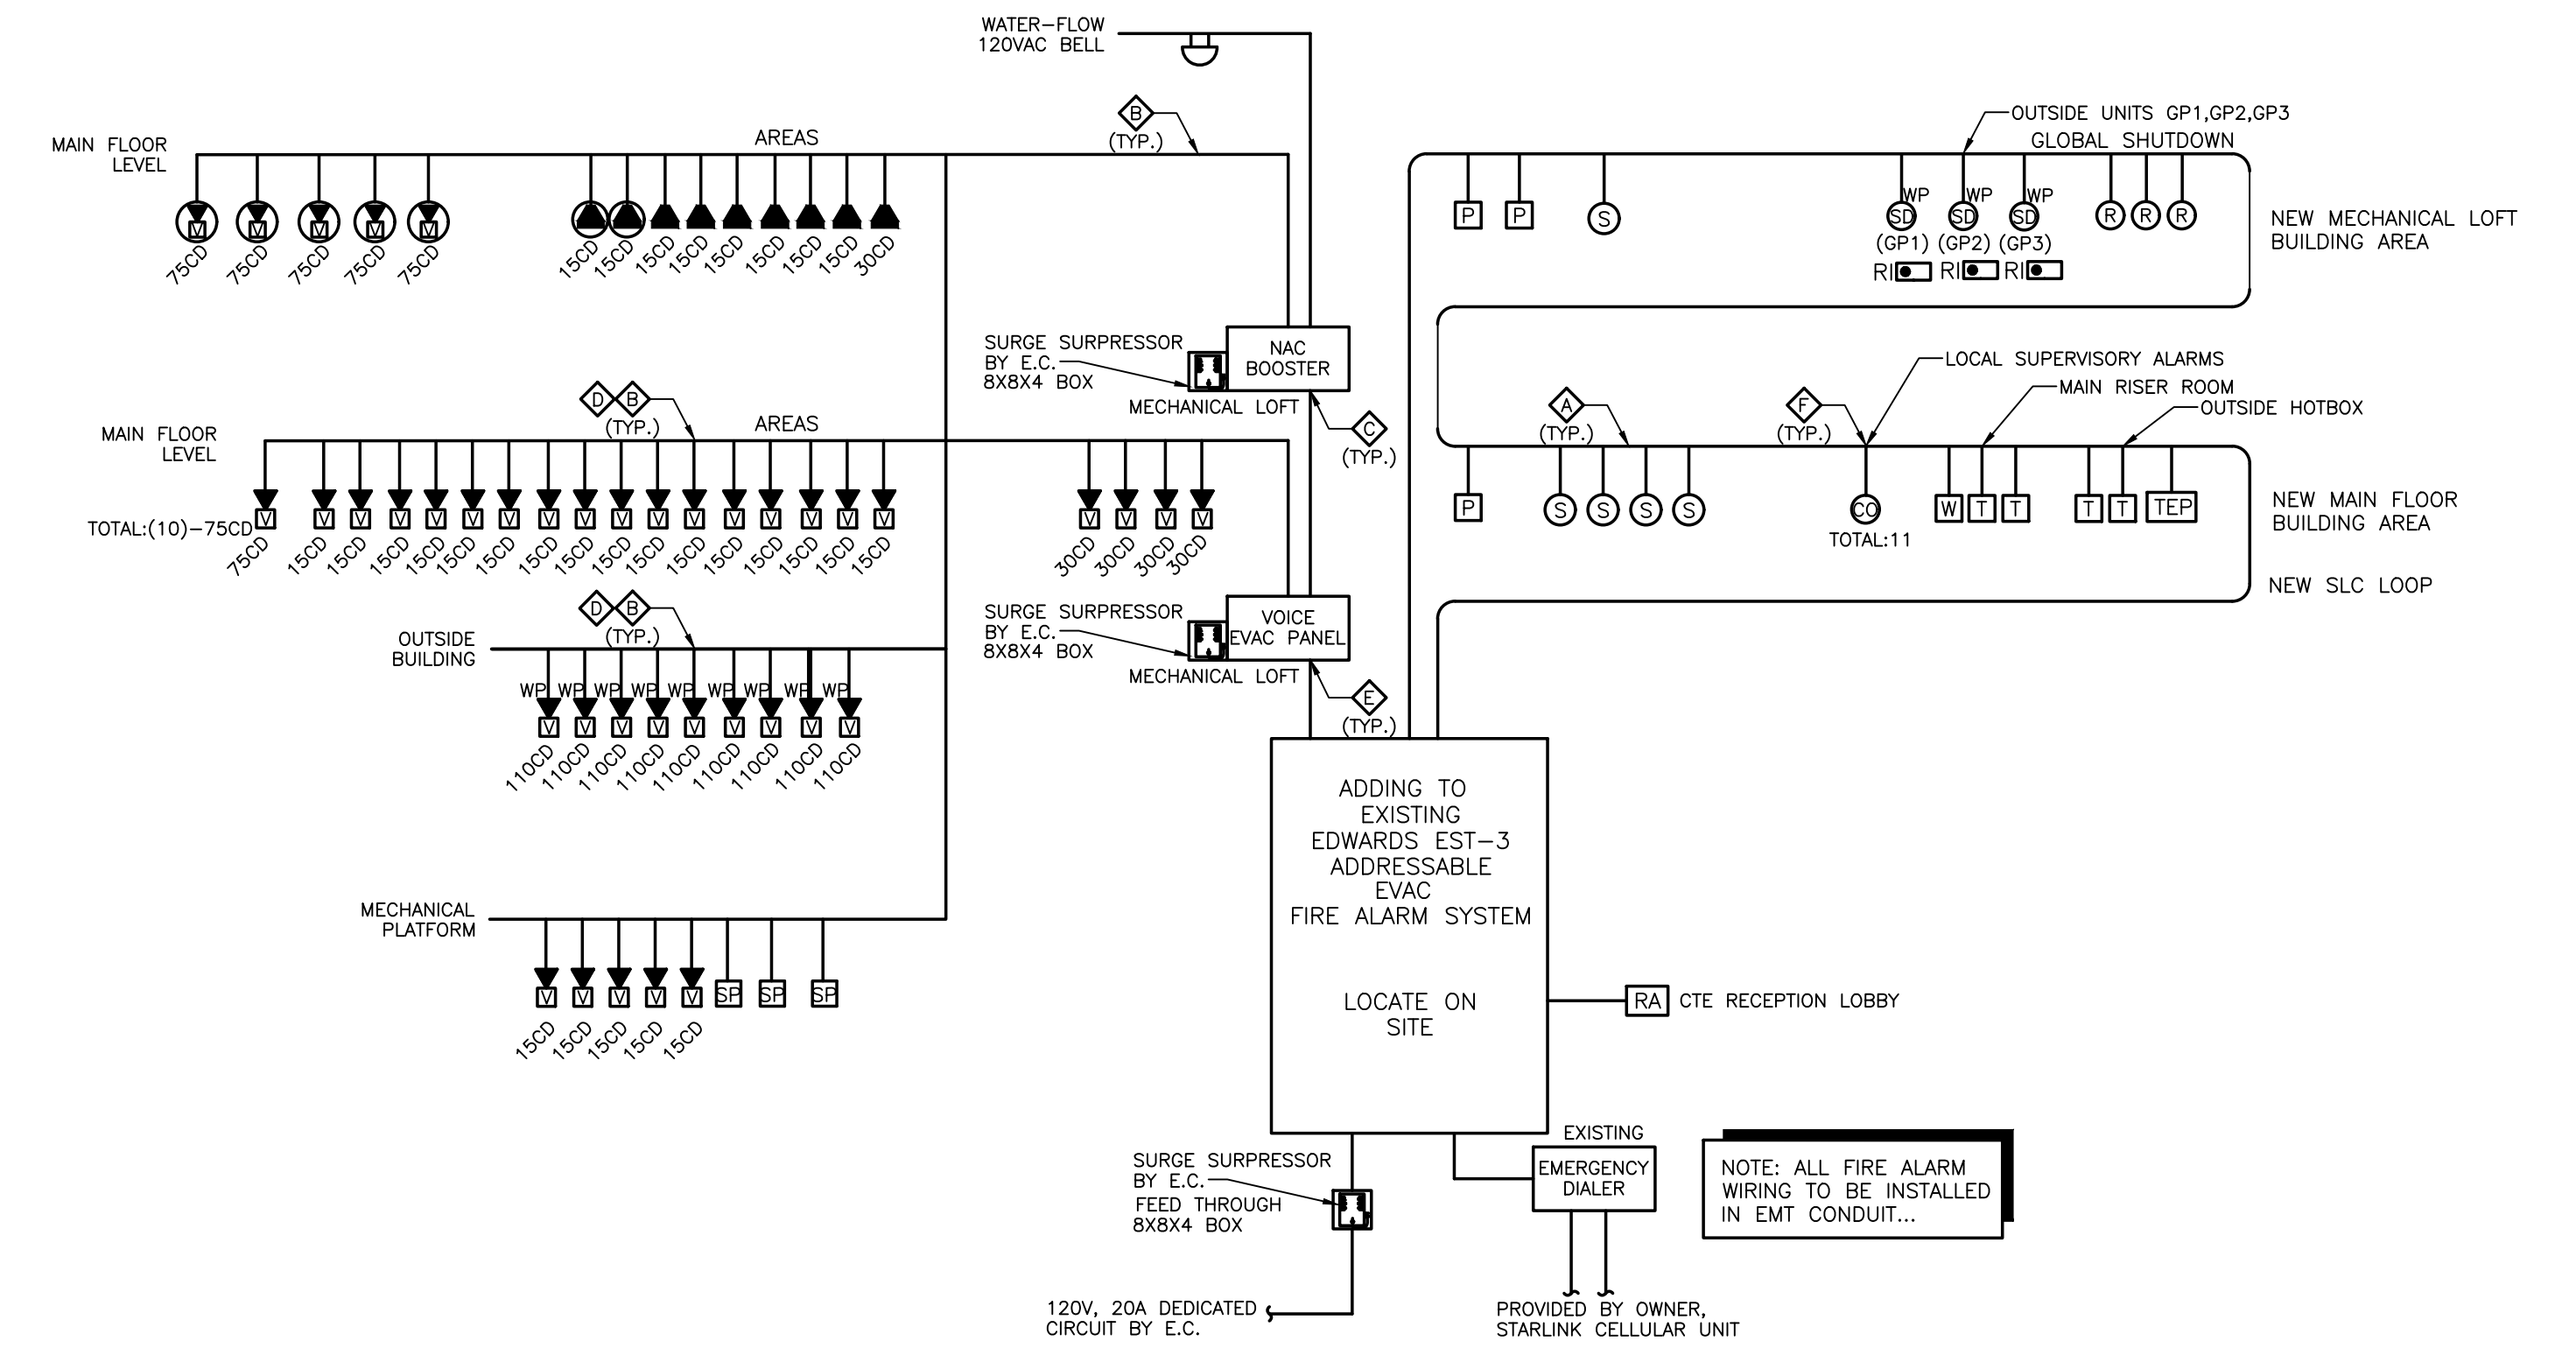 WATER-FLOW
120VAC BELL
MAIN FLOOR
LEVEL
AREAS
B
(TYP.)
V V V V V
75CD 75CD 75CD 75CD 75CD
15CD 15CD 15CD 15CD 15CD 15CD 15CD 15CD 30CD
SURGE SURPRESSOR
BY E.C.
8X8X4 BOX
NAC
BOOSTER
MECHANICAL LOFT
C
(TYP.)
MAIN FLOOR
LEVEL
D B
(TYP.)
AREAS
V V V V V V V V V V V V V V V V V V V V V
TOTAL:(10)-75CD
75CD 15CD 15CD 15CD 15CD 15CD 15CD 15CD 15CD 15CD 15CD 15CD 15CD 15CD 15CD 15CD 15CD 30CD 30CD 30CD 30CD
SURGE SURPRESSOR
BY E.C.
8X8X4 BOX
VOICE
EVAC PANEL
MECHANICAL LOFT
E
(TYP.)
OUTSIDE
BUILDING
D B
(TYP.)
WP WP WP WP WP WP WP WP WP
V V V V V V V V V
110CD 110CD 110CD 110CD 110CD 110CD 110CD 110CD 110CD
MECHANICAL
PLATFORM
V V V V V SP SP SP
15CD 15CD 15CD 15CD 15CD
OUTSIDE UNITS GP1,GP2,GP3
GLOBAL SHUTDOWN
WP WP WP
P P S SD SD SD R R R
(GP1) (GP2) (GP3)
RI RI RI
NEW MECHANICAL LOFT
BUILDING AREA
LOCAL SUPERVISORY ALARMS
MAIN RISER ROOM
OUTSIDE HOTBOX
A
(TYP.)
F
(TYP.)
P S S S S CO W T T T T TEP
TOTAL:11
NEW MAIN FLOOR
BUILDING AREA
NEW SLC LOOP
ADDING TO
EXISTING
EDWARDS EST-3
ADDRESSABLE
EVAC
FIRE ALARM SYSTEM
LOCATE ON
SITE
RA CTE RECEPTION LOBBY
SURGE SURPRESSOR
BY E.C.
FEED THROUGH
8X8X4 BOX
120V, 20A DEDICATED
CIRCUIT BY E.C.
EXISTING
EMERGENCY
DIALER
PROVIDED BY OWNER,
STARLINK CELLULAR UNIT
NOTE: ALL FIRE ALARM
WIRING TO BE INSTALLED
IN EMT CONDUIT...